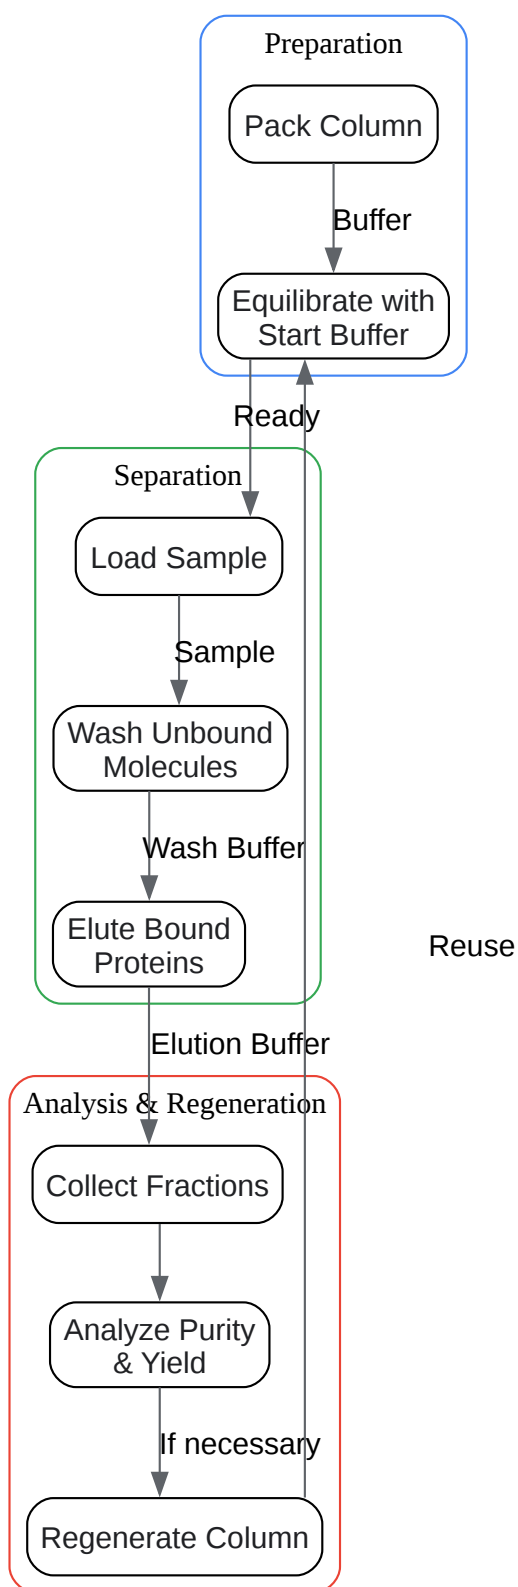 Preparation
Pack Column
Buffer
Equilibrate with
Start Buffer
Ready
Separation
Load Sample
Sample
Wash Unbound
Molecules
Wash Buffer
Elute Bound
Proteins
Reuse
Elution Buffer
Analysis & Regeneration
Collect Fractions
Analyze Purity
& Yield
If necessary
Regenerate Column